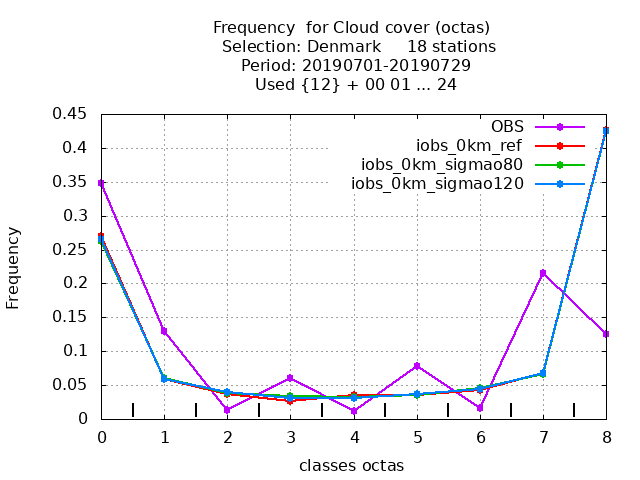 Frequency  for Cloud cover (octas)
Selection: Denmark     18 stations
Period: 20190701-20190729
Used {12} + 00 01 ... 24
OBS
iobs_0km_ref
iobs_0km_sigmao80
iobs_0km_sigmao120
Frequency
0.45
0.4
0.35
0.3
0.25
0.2
0.15
0.1
0.05
0
0 1 2 3 4 5 6 7 8
classes octas